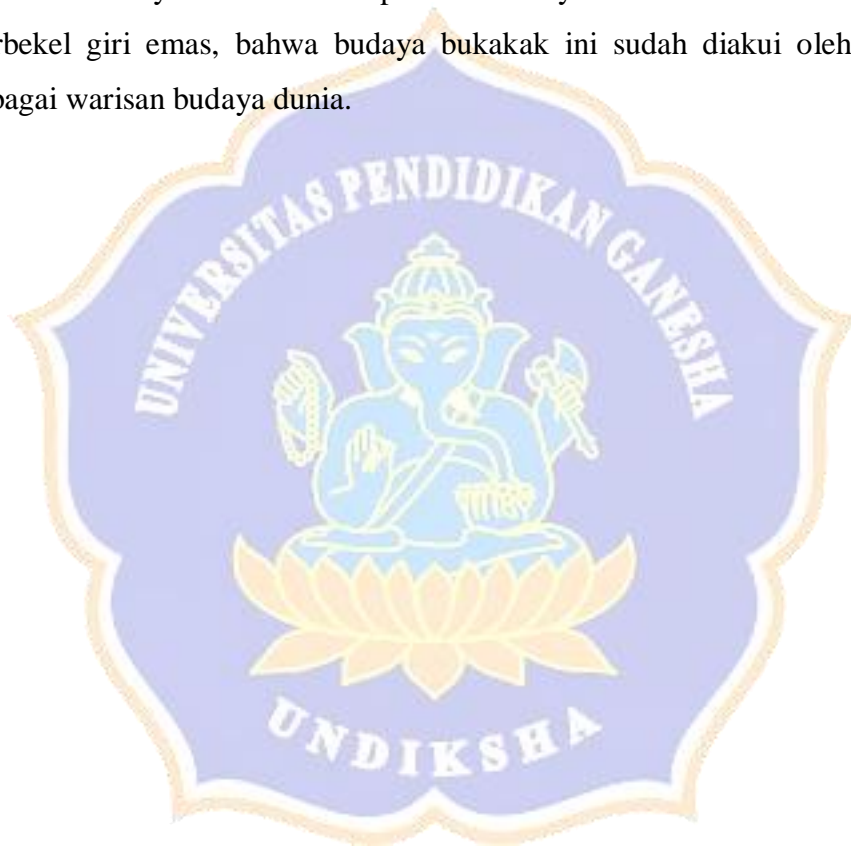 rbekel giri emas, bahwa budaya bukakak ini sudah diakui oleh
bagai warisan budaya dunia.
UNIVERSITAS PENDIDIKAN GANESHA
UNDIKSHA